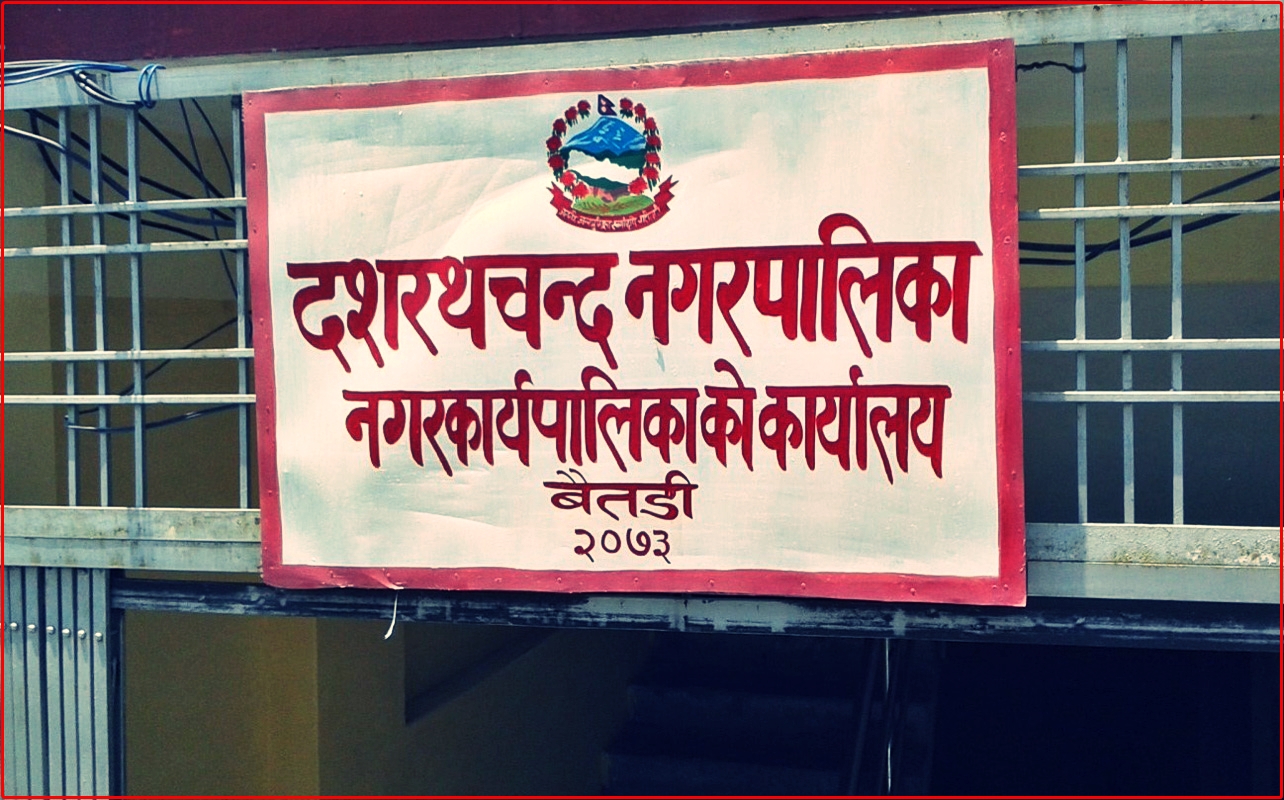 दशरथचन्द नगरपालिका
नगरकार्यपालिकाको कार्यालय
बैतडी
२०७३